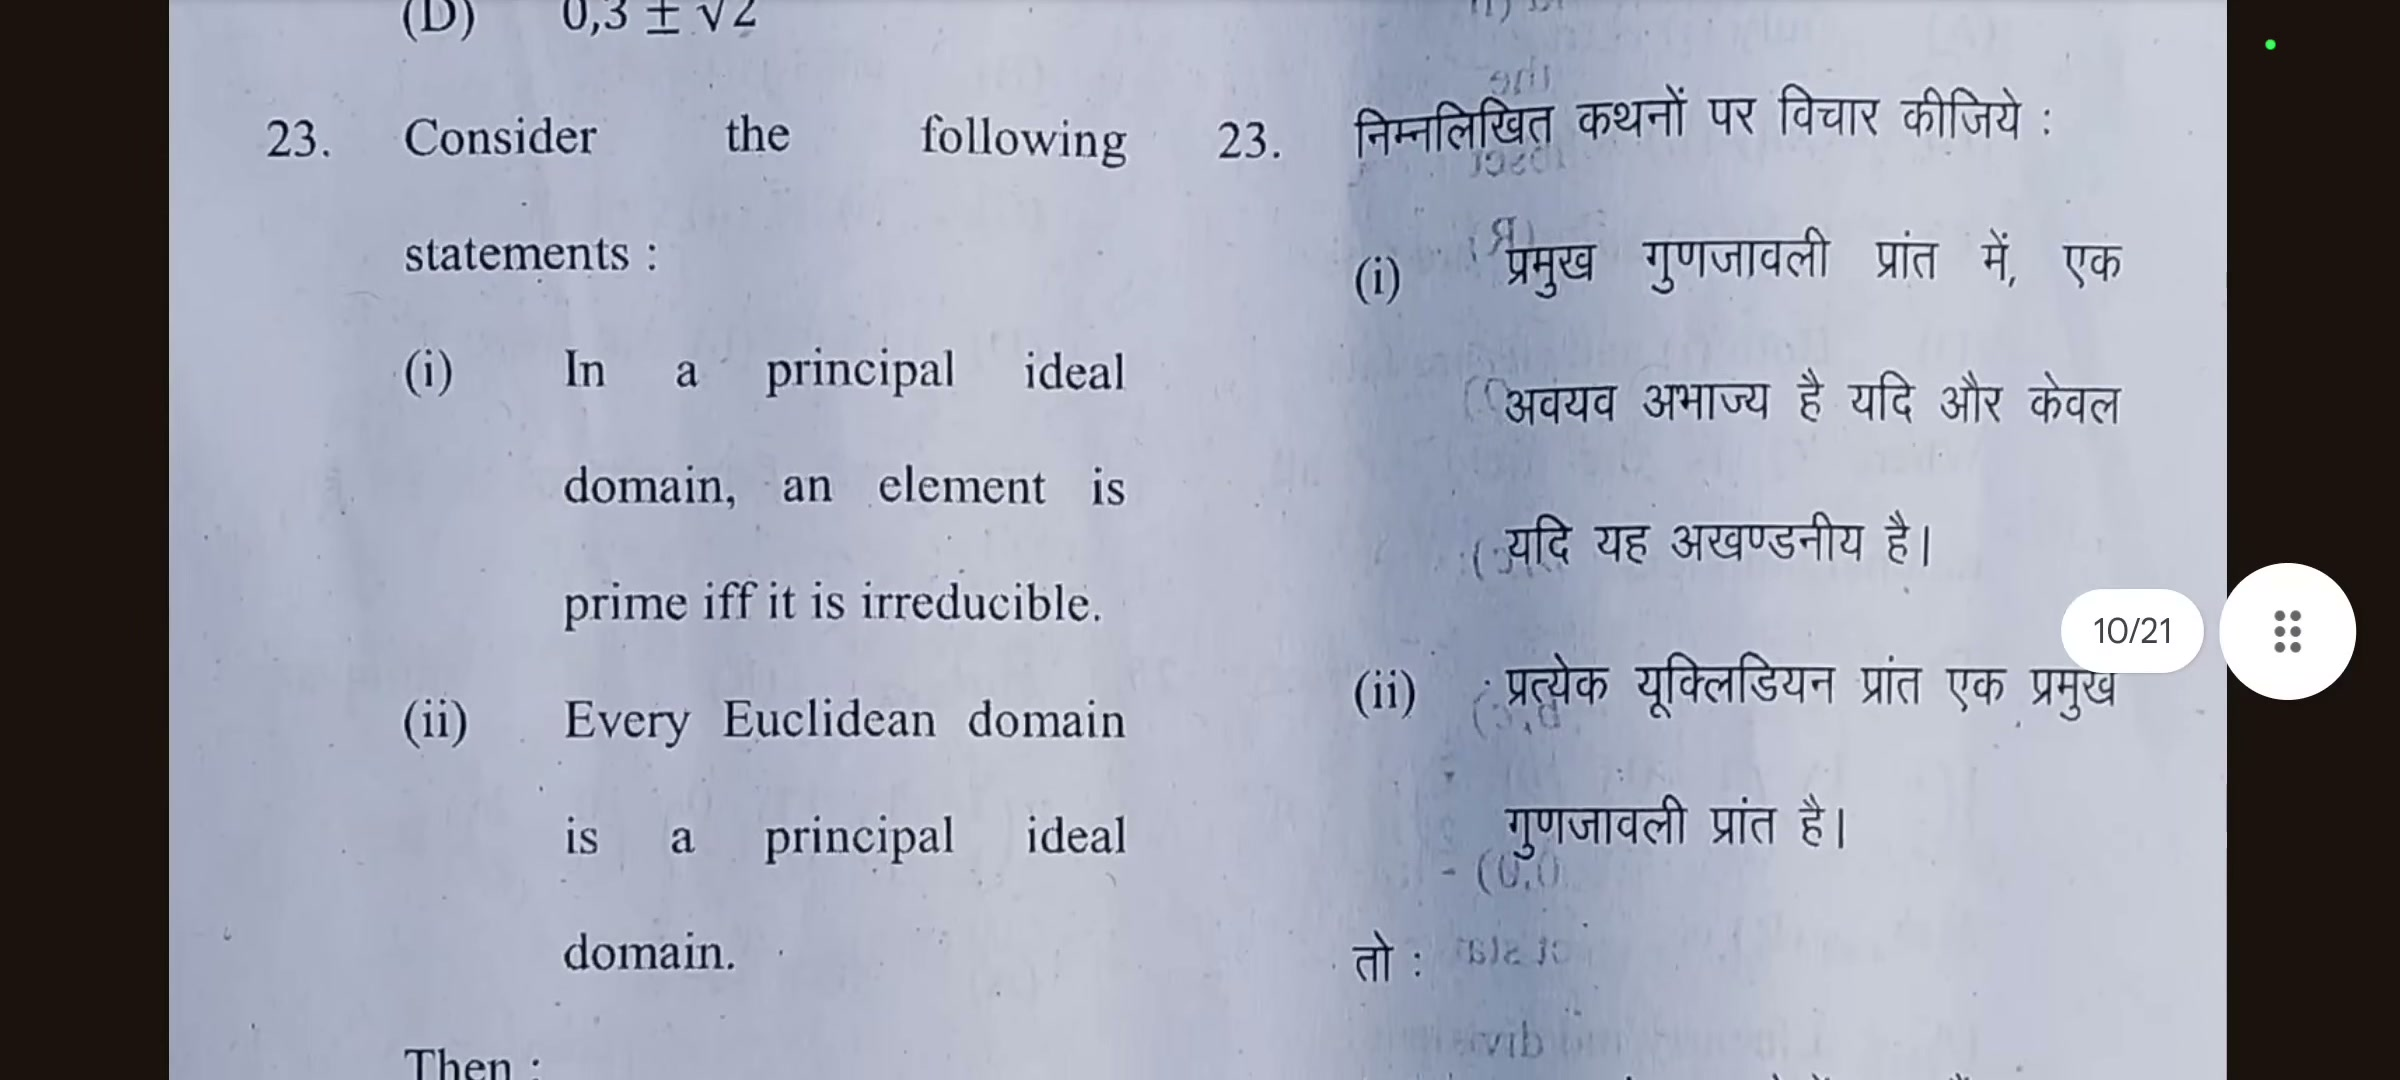 (D) 0,3 ± √2
23. Consider the following
statements :
(i) In a principal ideal
domain, an element is
prime iff it is irreducible.
(ii) Every Euclidean domain
is a principal ideal
domain.
Then :
23. निम्नलिखित कथनों पर विचार कीजिये :
(i) प्रमुख गुणजावली प्रांत में, एक
अवयव अभाज्य है यदि और केवल
यदि यह अखण्डनीय है।
(ii) प्रत्येक यूक्लिडियन प्रांत एक प्रमुख
गुणजावली प्रांत है।
तो :
10/21